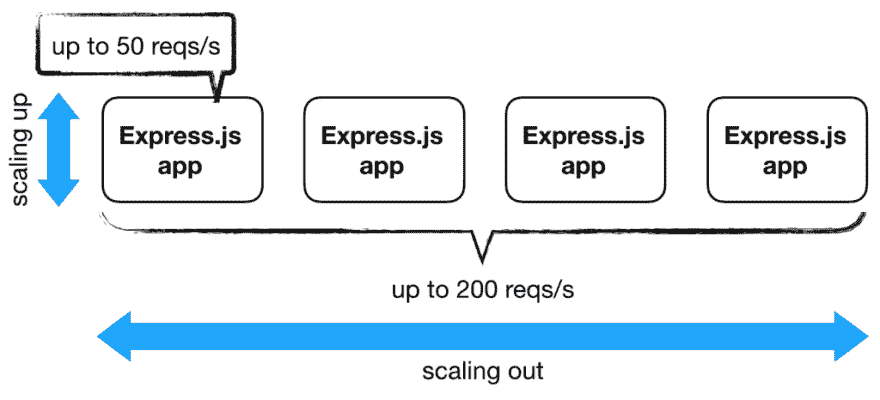 up to 50 reqs/s
scaling up
Express.js
app
Express.js
app
Express.js
app
Express.js
app
up to 200 reqs/s
scaling out